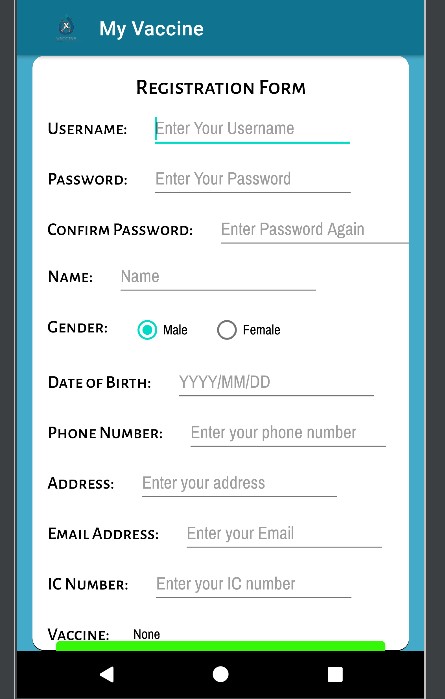 My Vaccine
Registration Form
Username: Enter Your Username
Password: Enter Your Password
Confirm Password: Enter Password Again
Name: Name
Gender: Male Female
Date of Birth: YYYY/MM/DD
Phone Number: Enter your phone number
Address: Enter your address
Email Address: Enter your Email
IC Number: Enter your IC number
Vaccine: None